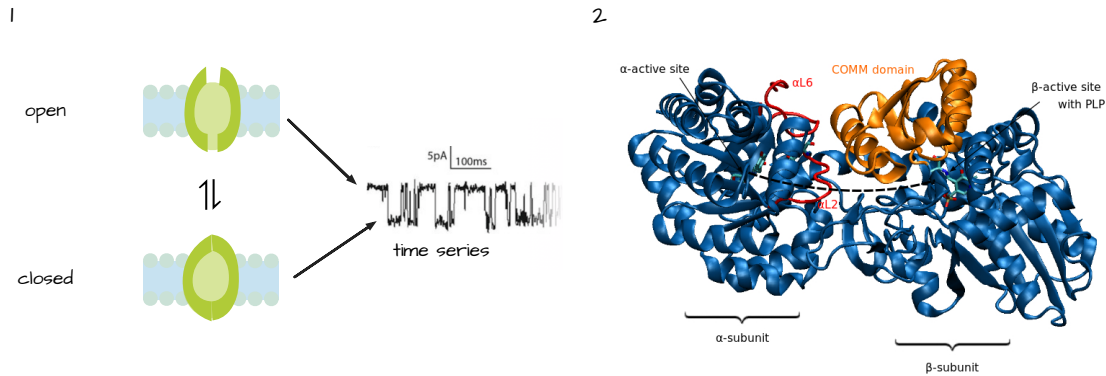 1
open
closed
5pA
100ms
time series
2
α-active site
αL6
COMM domain
β-active site
with PLP
αL2
α-subunit
β-subunit